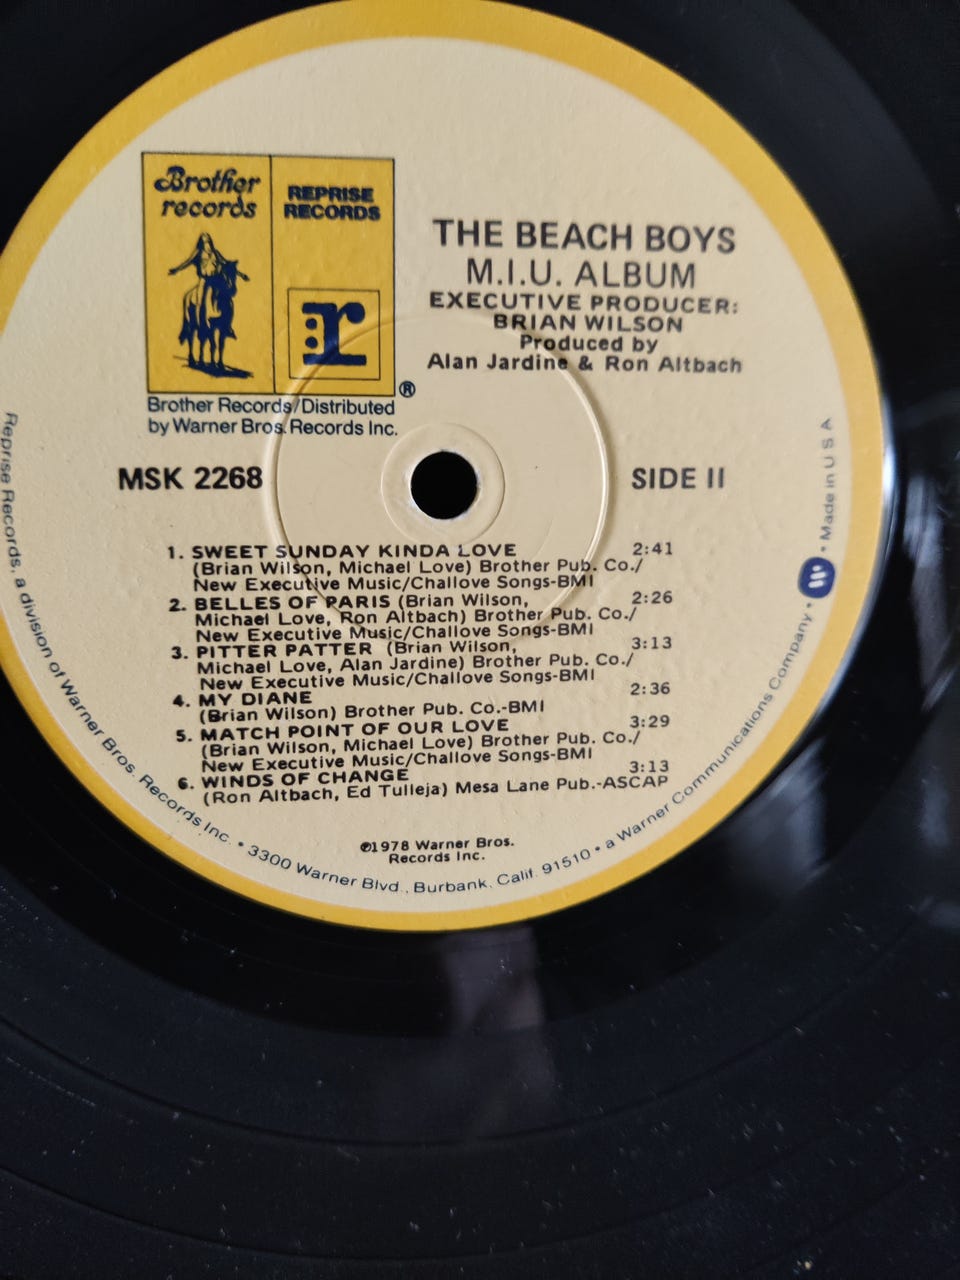 Brother
records
REPRISE
RECORDS
r
®
Brother Records/Distributed
by Warner Bros. Records Inc.
THE BEACH BOYS
M.I.U. ALBUM
EXECUTIVE PRODUCER:
BRIAN WILSON
Produced by
Alan Jardine & Ron Altbach
MSK 2268
SIDE II
1. SWEET SUNDAY KINDA LOVE 2:41
(Brian Wilson, Michael Love) Brother Pub. Co./
New Executive Music/Challove Songs-BMI
2. BELLES OF PARIS (Brian Wilson, 2:26
Michael Love, Ron Altbach) Brother Pub. Co./
New Executive Music/Challove Songs-BMI
3. PITTER PATTER (Brian Wilson, 3:13
Michael Love, Alan Jardine) Brother Pub. Co./
New Executive Music/Challove Songs-BMI
4. MY DIANE 2:36
(Brian Wilson) Brother Pub. Co.-BMI
5. MATCH POINT OF OUR LOVE 3:29
(Brian Wilson, Michael Love) Brother Pub. Co./
New Executive Music/Challove Songs-BMI
6. WINDS OF CHANGE 3:13
(Ron Altbach, Ed Tulleja) Mesa Lane Pub.-ASCAP
℗1978 Warner Bros.
Records Inc.
Reprise Records, a division of Warner Bros. Records Inc. • 3300 Warner Blvd., Burbank, Calif. 91510 • a Warner Communications Company • W • Made in U S A